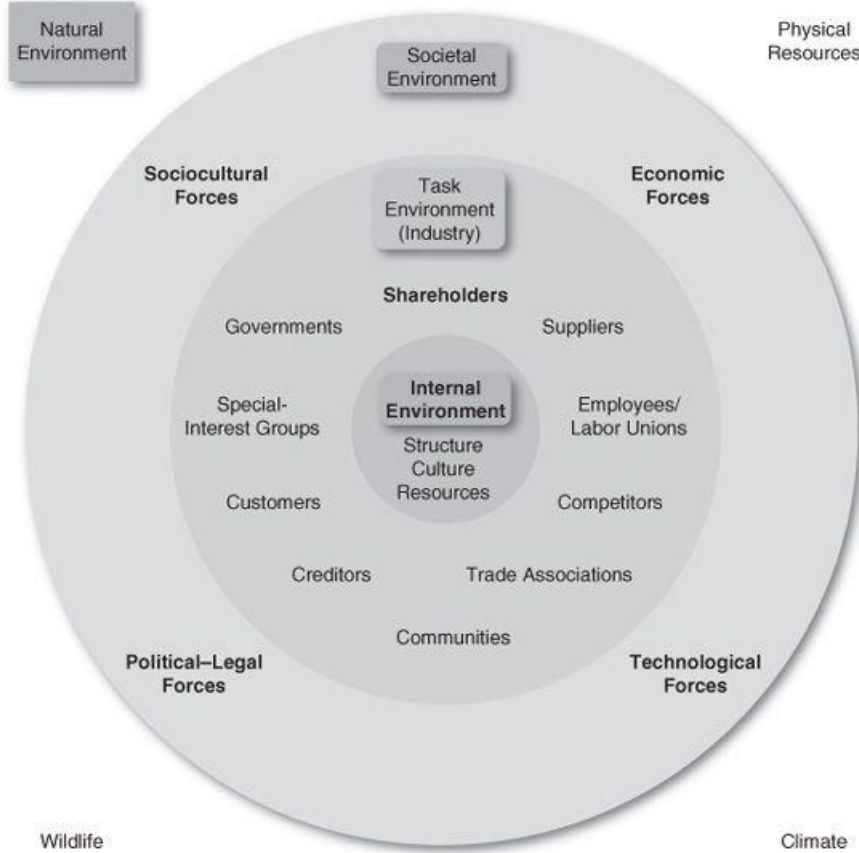 Natural
Environment
Societal
Environment
Physical
Resources
Sociocultural
Forces
Economic
Forces
Task
Environment
(Industry)
Shareholders
Governments
Suppliers
Internal
Environment
Structure
Culture
Resources
Special-
Interest Groups
Employees/
Labor Unions
Customers
Competitors
Creditors
Trade Associations
Communities
Political–Legal
Forces
Technological
Forces
Wildlife
Climate